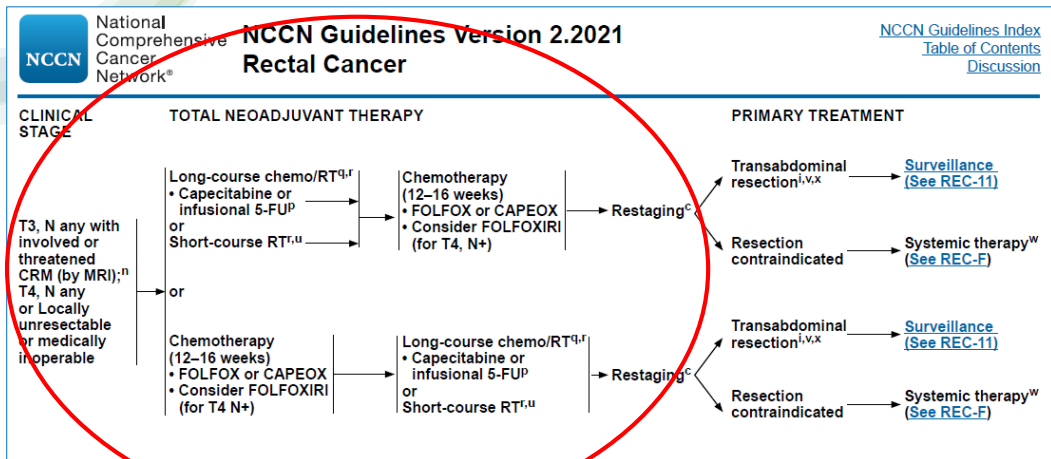 National
Comprehensive
Cancer
Network®
NCCN
NCCN Guidelines Version 2.2021
Rectal Cancer
NCCN Guidelines Index
Table of Contents
Discussion
CLINICAL
STAGE
TOTAL NEOADJUVANT THERAPY
PRIMARY TREATMENT
T3, N any with
involved or
threatened
CRM (by MRI);n
T4, N any
or Locally
unresectable
or medically
inoperable
Long-course chemo/RTq,r
• Capecitabine or
infusional 5-FUp
or
Short-course RTr,u
Chemotherapy
(12–16 weeks)
• FOLFOX or CAPEOX
• Consider FOLFOXIRI
(for T4, N+)
Restagingc
Transabdominal
resectioni,v,x
Surveillance
(See REC-11)
Resection
contraindicated
Systemic therapyw
(See REC-F)
or
Chemotherapy
(12–16 weeks)
• FOLFOX or CAPEOX
• Consider FOLFOXIRI
(for T4 N+)
Long-course chemo/RTq,r
• Capecitabine or
infusional 5-FUp
or
Short-course RTr,u
Restagingc
Transabdominal
resectioni,v,x
Surveillance
(See REC-11)
Resection
contraindicated
Systemic therapyw
(See REC-F)